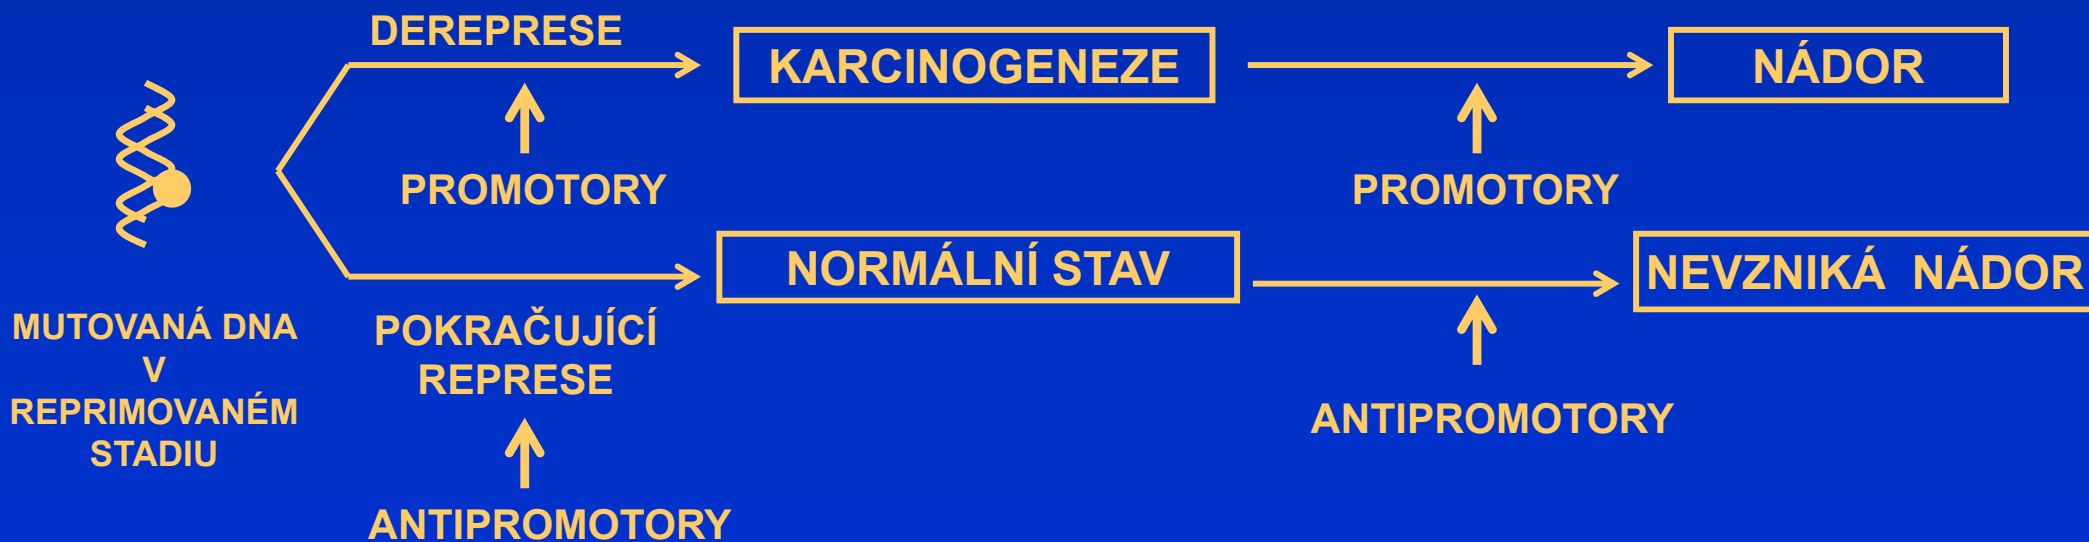 DEREPRESE
KARCINOGENEZE
NÁDOR
PROMOTORY
PROMOTORY
NORMÁLNÍ STAV
NEVZNIKÁ NÁDOR
MUTOVANÁ DNA
V
REPRIMOVANÉM
STADIU
POKRAČUJÍCÍ
REPRESE
ANTIPROMOTORY
ANTIPROMOTORY